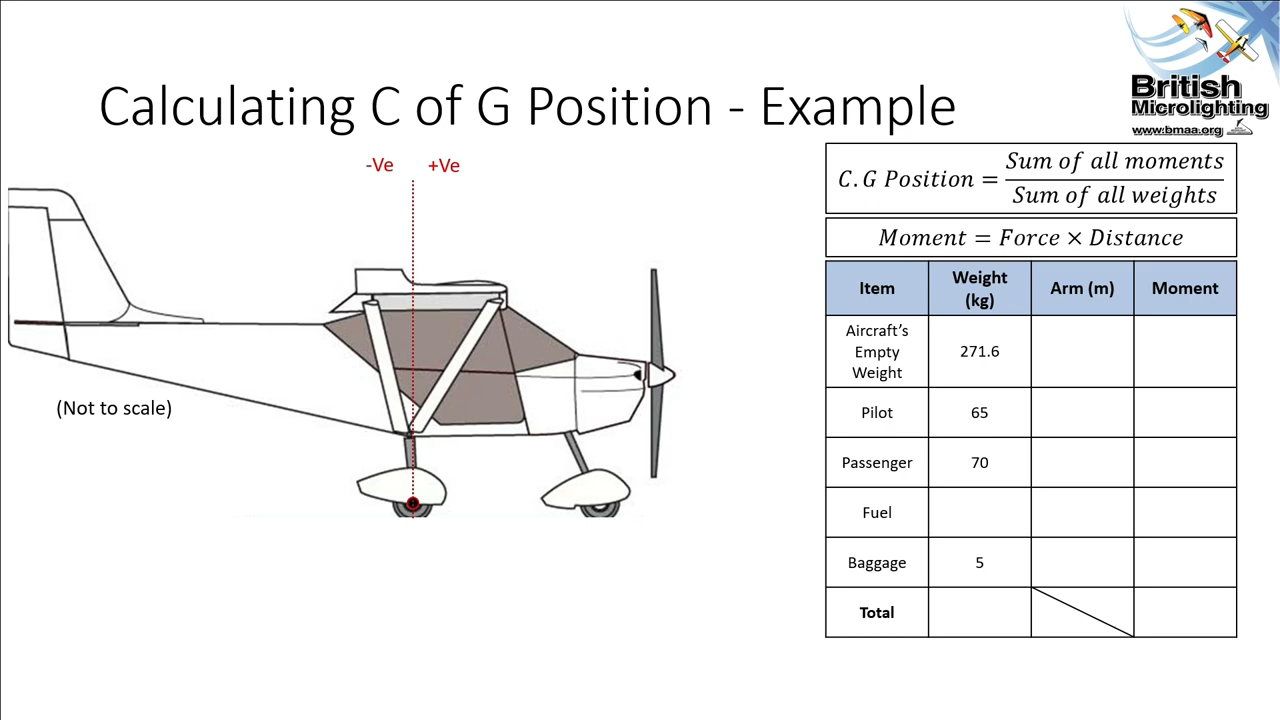 British
Microlighting
www.bmaa.org
Calculating C of G Position - Example
-Ve +Ve
C.G Position = Sum of all moments
Sum of all weights
Moment = Force × Distance
Item Weight (kg) Arm (m) Moment
Aircraft's Empty Weight 271.6
Pilot 65
Passenger 70
Fuel
Baggage 5
Total
(Not to scale)